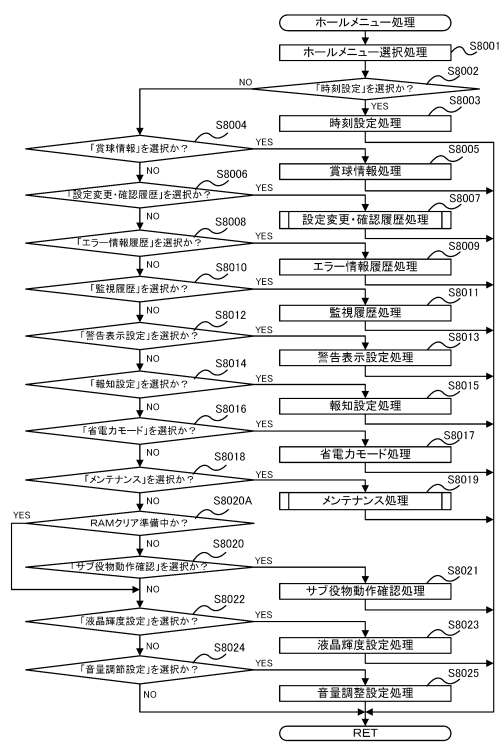 ホールメニュー処理
S8001
ホールメニュー選択処理
S8002
「時刻設定」を選択か?
NO
YES
S8003
時刻設定処理
S8004
「賞球情報」を選択か?
YES
S8005
賞球情報処理
NO
S8006
「設定変更・確認履歴」を選択か?
YES
S8007
設定変更・確認履歴処理
NO
S8008
「エラー情報履歴」を選択か?
YES
S8009
エラー情報履歴処理
NO
S8010
「監視履歴」を選択か?
YES
S8011
監視履歴処理
NO
S8012
「警告表示設定」を選択か?
YES
S8013
警告表示設定処理
NO
S8014
「報知設定」を選択か?
YES
S8015
報知設定処理
NO
S8016
「省電力モード」を選択か?
YES
S8017
省電力モード処理
NO
S8018
「メンテナンス」を選択か?
YES
S8019
メンテナンス処理
NO
S8020A
YES
RAMクリア準備中か?
NO
S8020
「サブ役物動作確認」を選択か?
YES
S8021
サブ役物動作確認処理
NO
S8022
「液晶輝度設定」を選択か?
YES
S8023
液晶輝度設定処理
NO
S8024
「音量調節設定」を選択か?
YES
S8025
音量調整設定処理
NO
RET